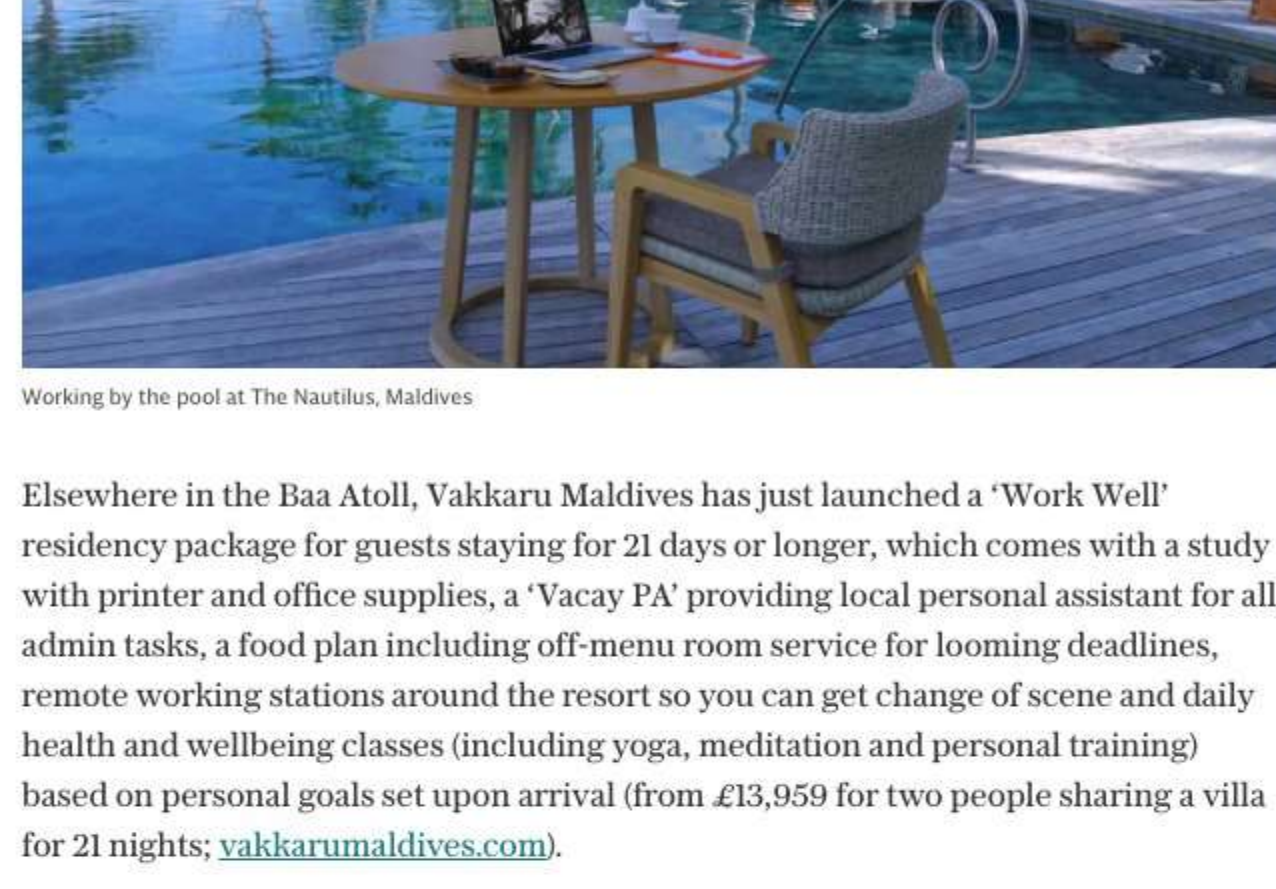 Working by the pool at The Nautilus, Maldives
Elsewhere in the Baa Atoll, Vakkaru Maldives has just launched a ‘Work Well’
residency package for guests staying for 21 days or longer, which comes with a study
with printer and office supplies, a ‘Vacay PA’ providing local personal assistant for all
admin tasks, a food plan including off-menu room service for looming deadlines,
remote working stations around the resort so you can get change of scene and daily
health and wellbeing classes (including yoga, meditation and personal training)
based on personal goals set upon arrival (from £13,959 for two people sharing a villa
for 21 nights; vakkarumaldives.com).